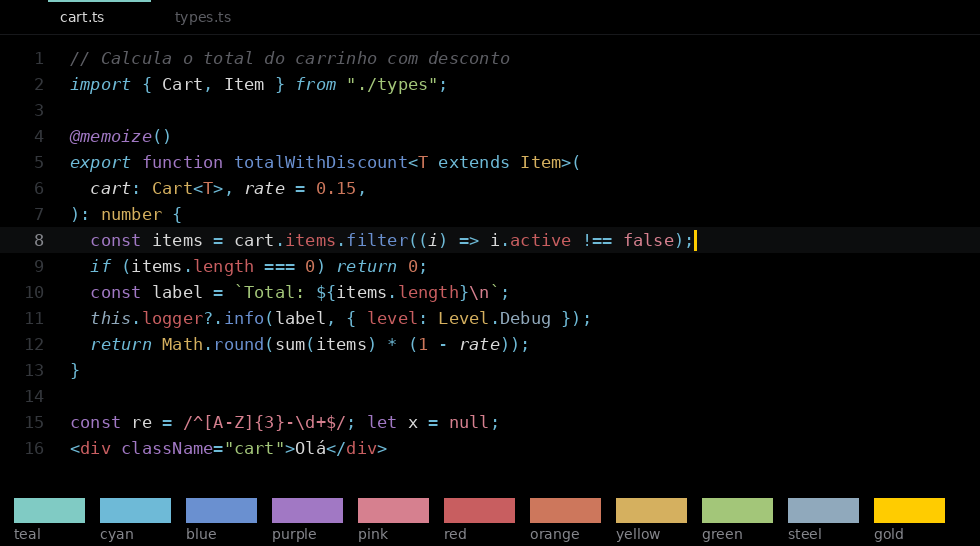 cart.ts types.ts
1 // Calcula o total do carrinho com desconto
2 import { Cart, Item } from "./types";
3
4 @memoize()
5 export function totalWithDiscount<T extends Item>(
6   cart: Cart<T>, rate = 0.15,
7 ): number {
8   const items = cart.items.filter((i) => i.active !== false);
9   if (items.length === 0) return 0;
10   const label = `Total: ${items.length}\n`;
11   this.logger?.info(label, { level: Level.Debug });
12   return Math.round(sum(items) * (1 - rate));
13 }
14
15 const re = /^[A-Z]{3}-\d+$/; let x = null;
16 <div className="cart">Olá</div>
teal cyan blue purple pink red orange yellow green steel gold